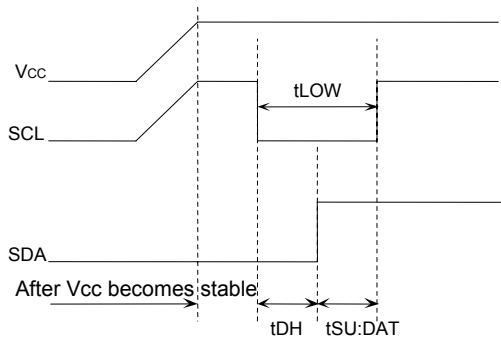 Vcc
tLOW
SCL
SDA
After Vcc becomes stable
tDH
tSU:DAT